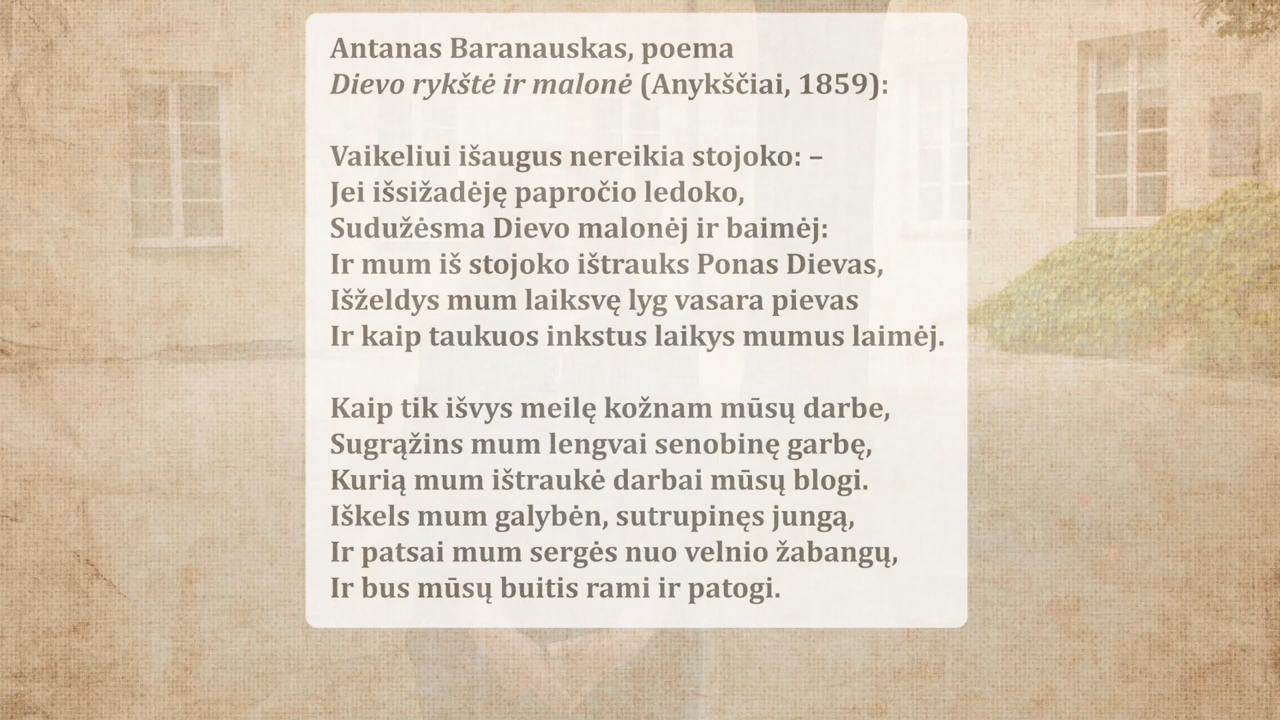 Antanas Baranauskas, poema
Dievo rykštė ir malonė (Anykščiai, 1859):
Vaikeliui išaugus nereikia stojoko: –
Jei išsižadėję papročio ledoko,
Sudužėsma Dievo malonėj ir baimėj:
Ir mum iš stojoko ištrauks Ponas Dievas,
Išželdys mum laiksvę lyg vasara pievas
Ir kaip taukuos inkstus laikys mumus laimėj.
Kaip tik išvys meilę kožnam mūsų darbe,
Sugrąžins mum lengvai senobinę garbę,
Kurią mum ištraukė darbai mūsų blogi.
Iškels mum galybėn, sutrupinęs jungą,
Ir patsai mum sergės nuo velnio žabangų,
Ir bus mūsų buitis rami ir patogi.